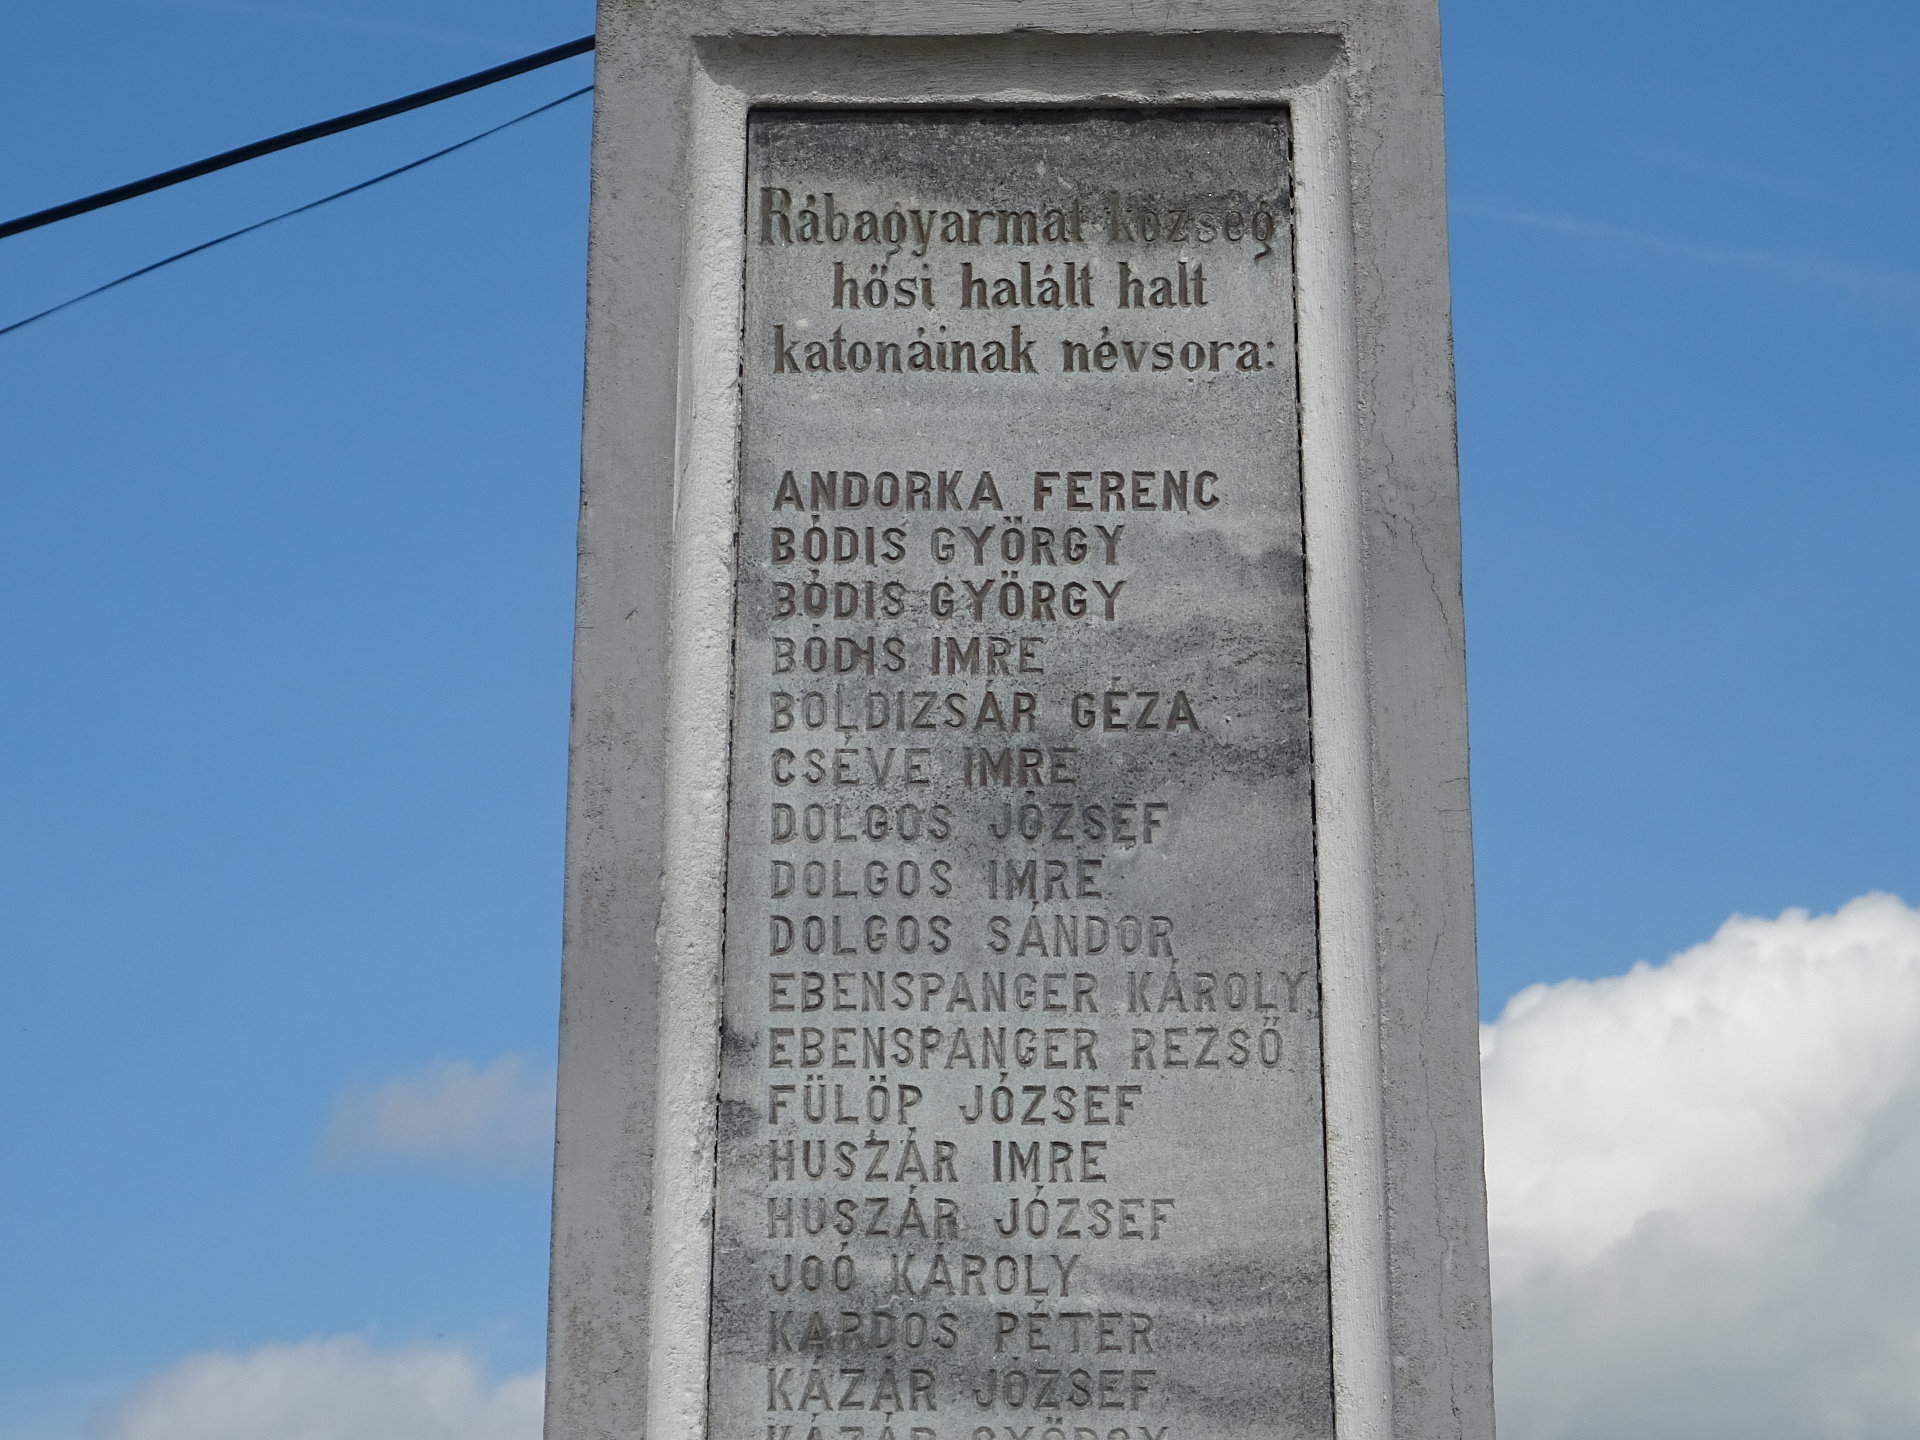 Rábagyarmat község
hősi halált halt
katonáinak névsora:
ANDORKA FERENC
BÓDIS GYÖRGY
BÓDIS GYÖRGY
BÓDIS IMRE
BOLDIZSÁR GÉZA
CSÉVE IMRE
DOLGOS JÓZSEF
DOLGOS IMRE
DOLGOS SÁNDOR
EBENSPANGER KÁROLY
EBENSPANGER REZSŐ
FÜLÖP JÓZSEF
HUSZÁR IMRE
HUSZÁR JÓZSEF
JOÓ KÁROLY
KARDOS PÉTER
KÁZÁR JÓZSEF
KÁZÁR GYÖRGY